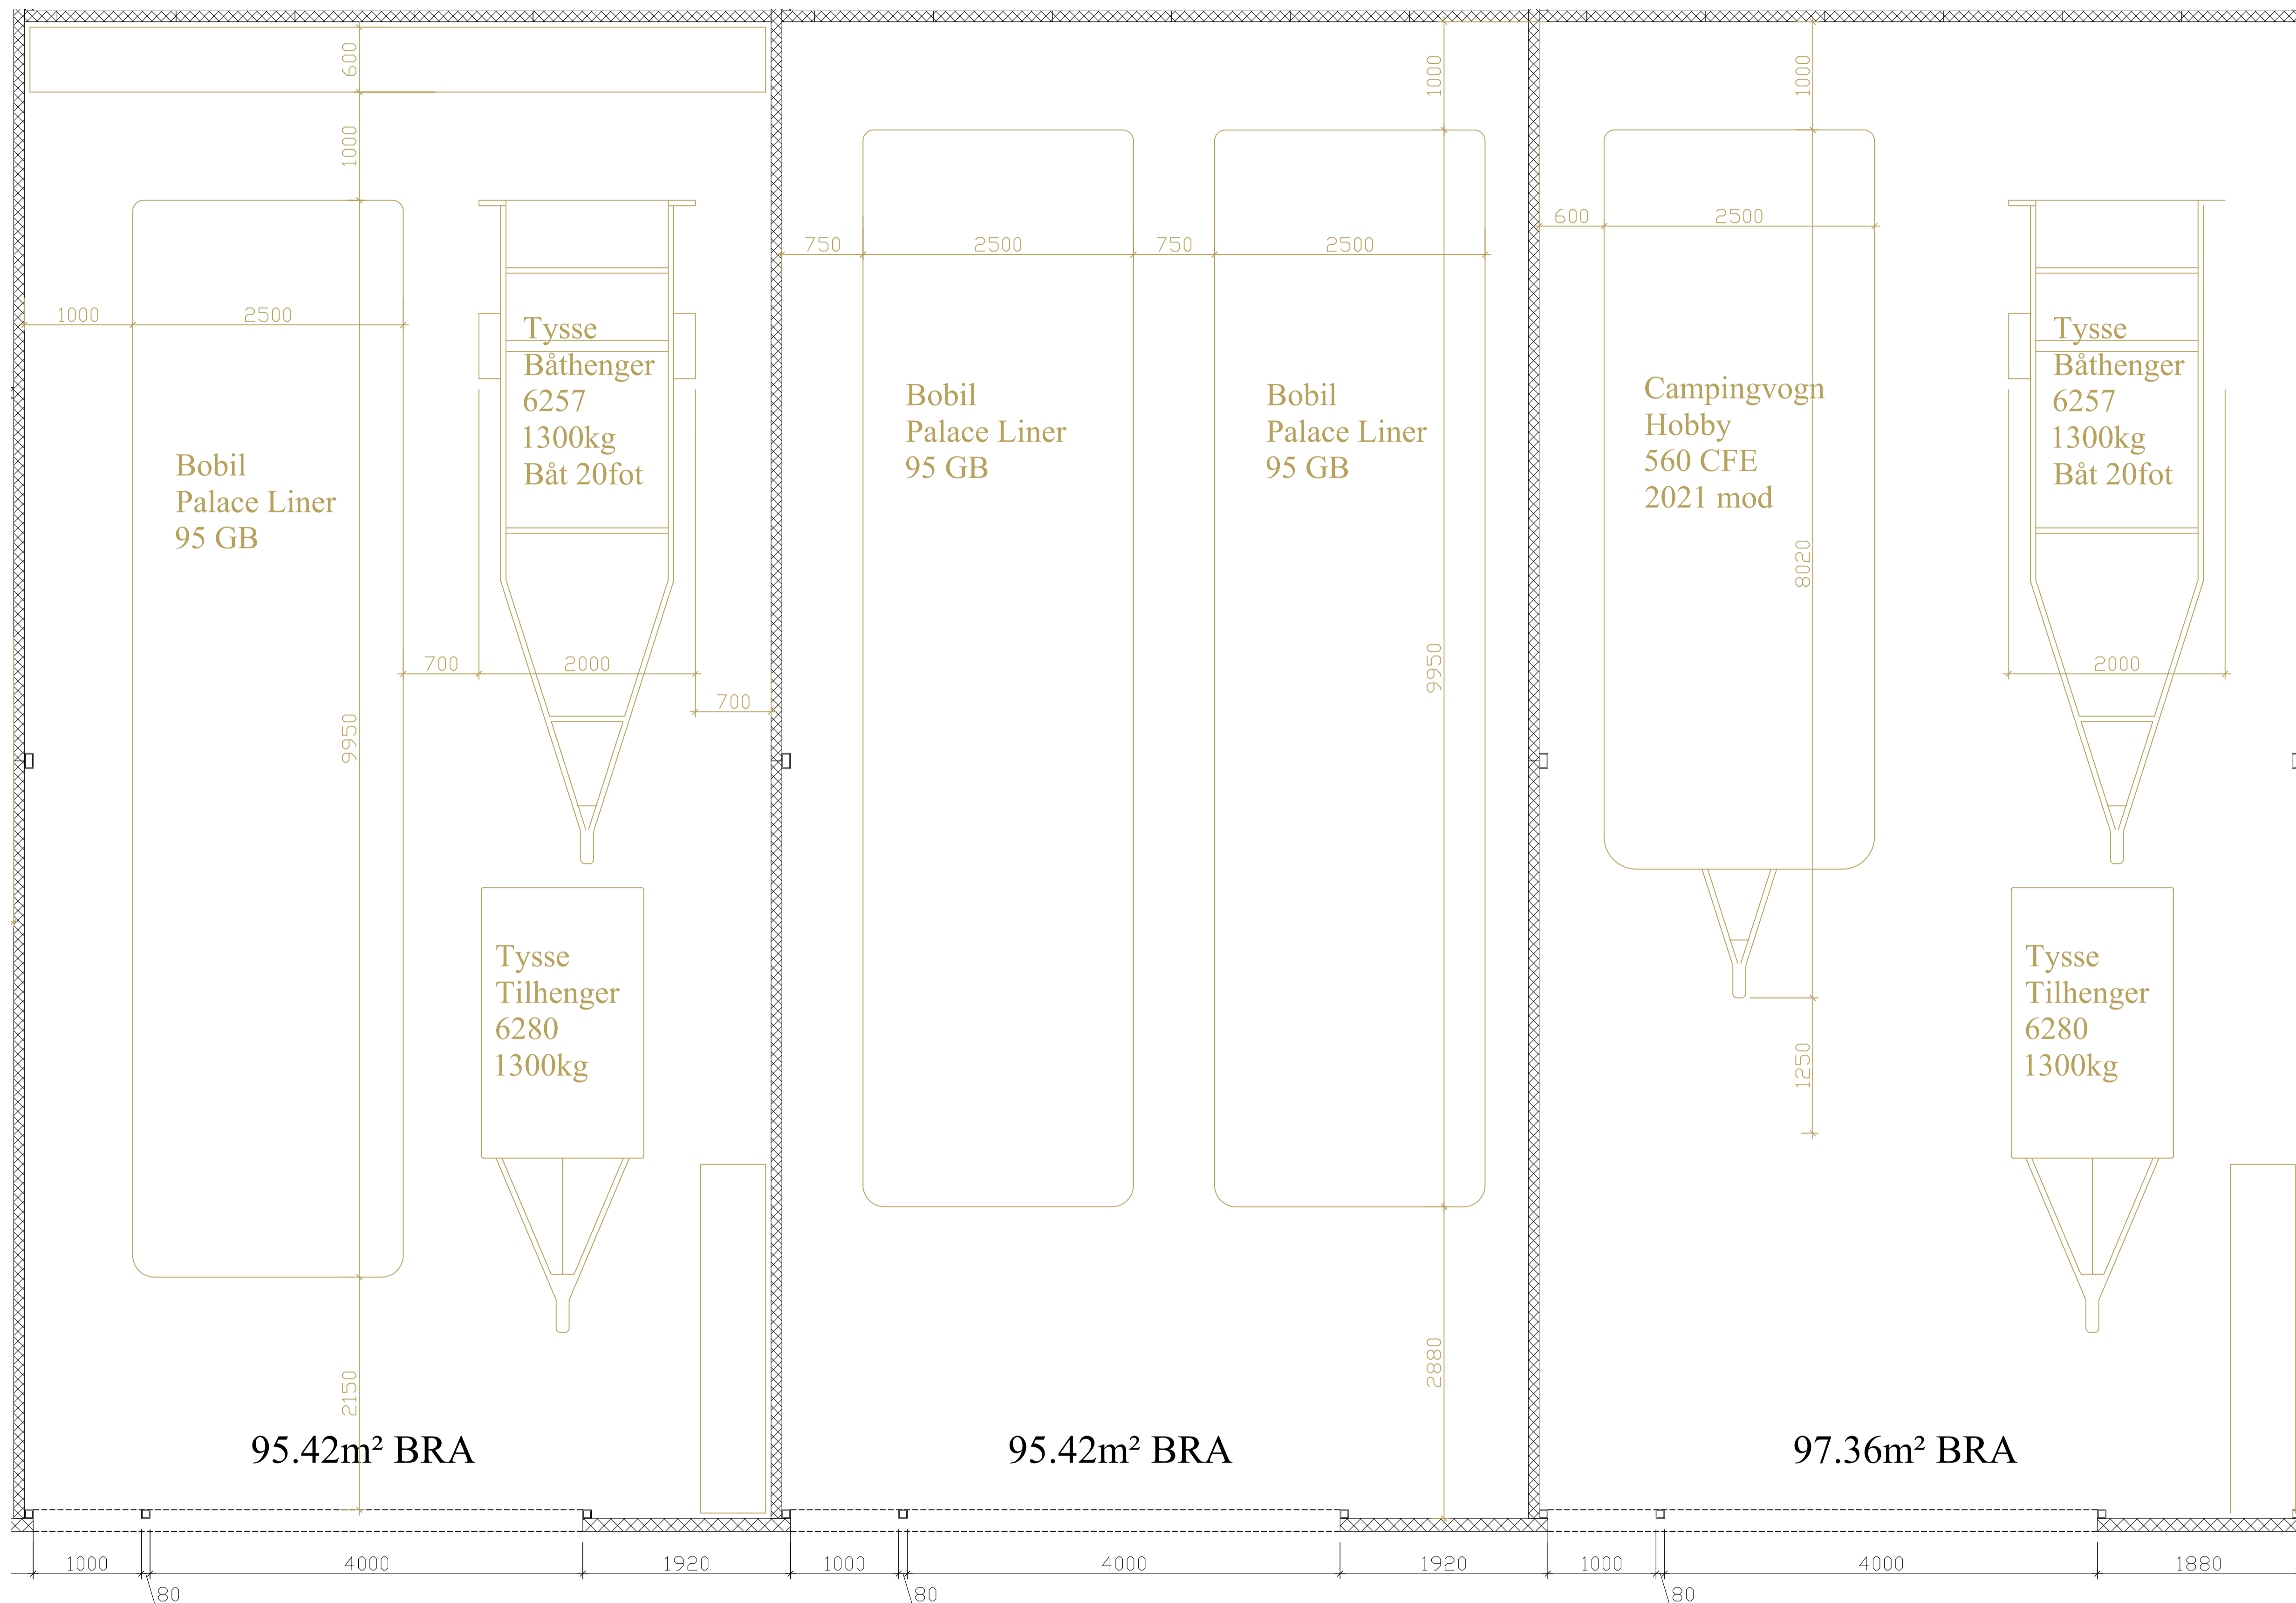 600
1000
1000
2500
Tysse
Båthenger
6257
1300kg
Båt 20fot
Bobil
Palace Liner
95 GB
700
2000
700
9950
Tysse
Tilhenger
6280
1300kg
2150
95.42m² BRA
1000
80
4000
1920
1000
750
2500
750
2500
Bobil
Palace Liner
95 GB
Bobil
Palace Liner
95 GB
9950
2880
95.42m² BRA
1000
80
4000
1920
1000
600
2500
Campingvogn
Hobby
560 CFE
2021 mod
8020
1250
Tysse
Båthenger
6257
1300kg
Båt 20fot
2000
Tysse
Tilhenger
6280
1300kg
97.36m² BRA
1000
80
4000
1880